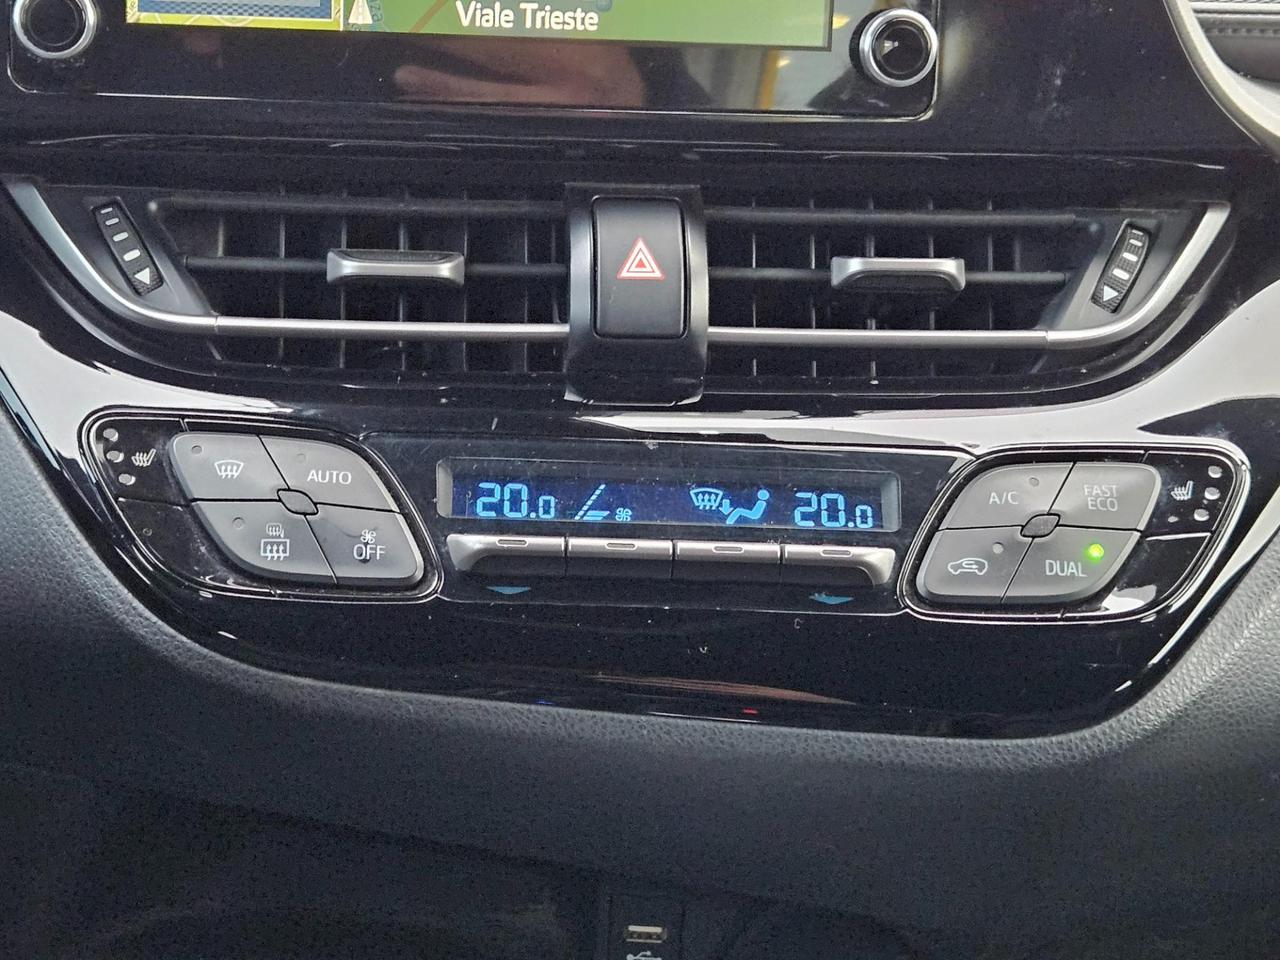 Viale Trieste
AUTO
OFF
20.0
20.0
A/C
FAST
ECO
DUAL